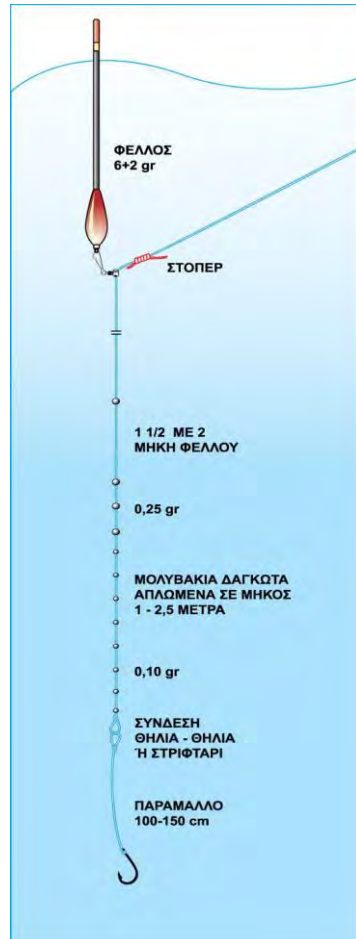 ΦΕΛΛΟΣ
6+2 gr
ΣΤΟΠΕΡ
1 1/2 ΜΕ 2
ΜΗΚΗ ΦΕΛΛΟΥ
0,25 gr
ΜΟΛΥΒΑΚΙΑ ΔΑΓΚΩΤΑ
ΑΠΛΩΜΕΝΑ ΣΕ ΜΗΚΟΣ
1 - 2,5 ΜΕΤΡΑ
0,10 gr
ΣΥΝΔΕΣΗ
ΘΗΛΙΑ - ΘΗΛΙΑ
Ή ΣΤΡΙΦΤΑΡΙ
ΠΑΡΑΜΑΛΛΟ
100-150 cm